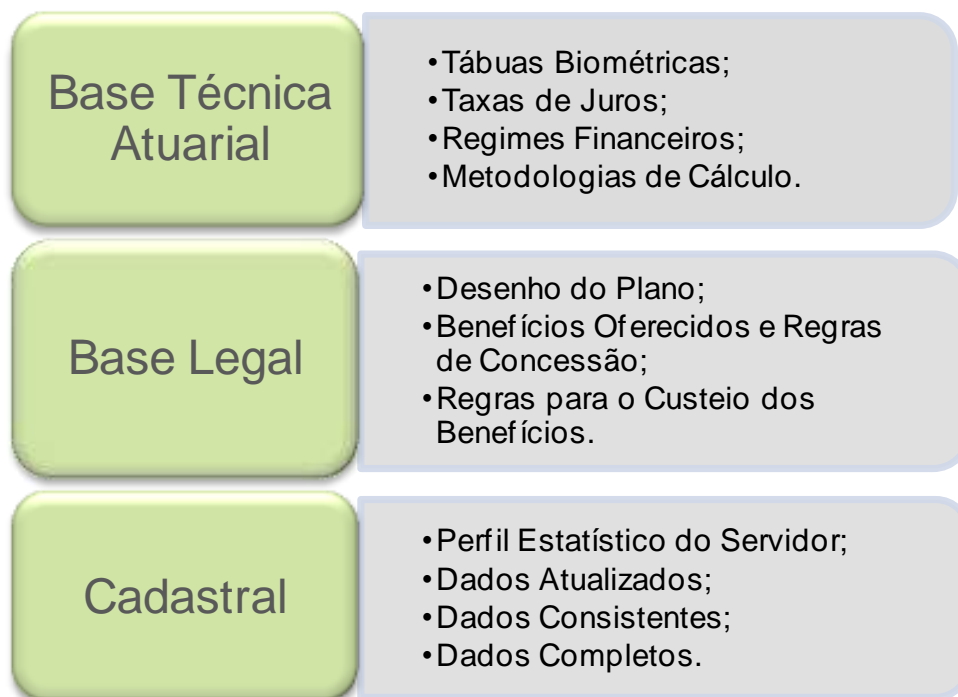 Base Técnica
Atuarial
•Tábuas Biométricas;
•Taxas de Juros;
•Regimes Financeiros;
•Metodologias de Cálculo.
Base Legal
•Desenho do Plano;
•Benefícios Oferecidos e Regras
de Concessão;
•Regras para o Custeio dos
Benefícios.
Cadastral
•Perfil Estatístico do Servidor;
•Dados Atualizados;
•Dados Consistentes;
•Dados Completos.